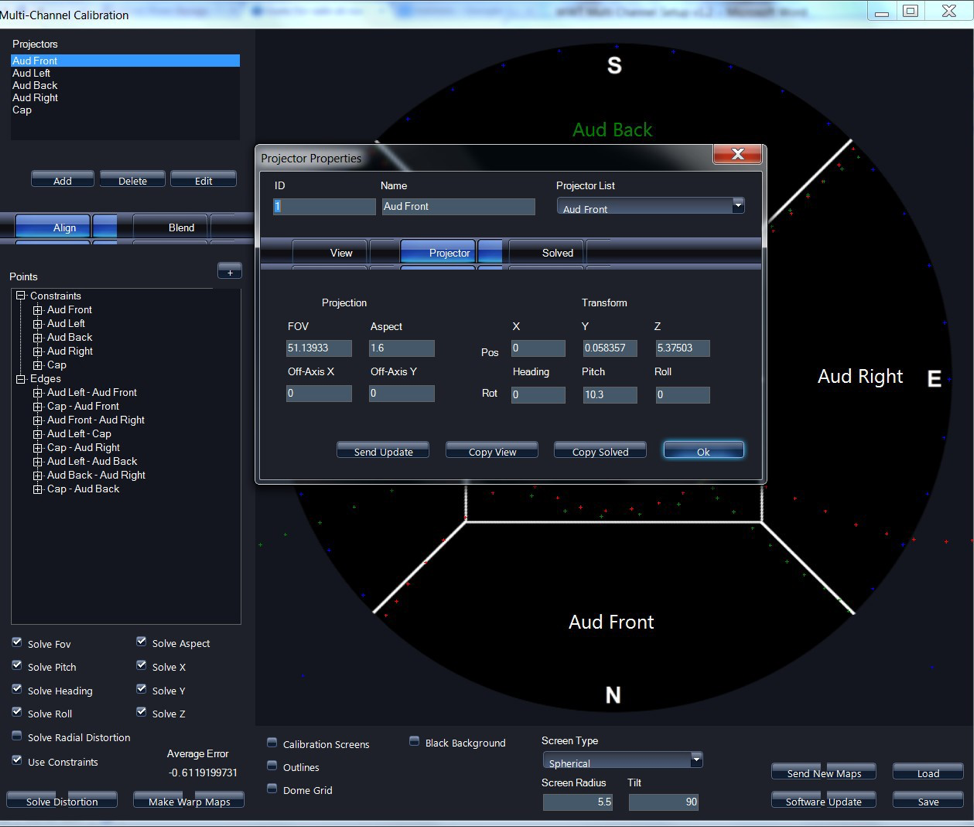 Multi-Channel Calibration
Projectors
Aud Front
Aud Left
Aud Back
Aud Right
Cap
Add Delete Edit
Align Blend
Points +
Constraints
Aud Front
Aud Left
Aud Back
Aud Right
Cap
Edges
Aud Left - Aud Front
Cap - Aud Front
Aud Front - Aud Right
Aud Left - Cap
Cap - Aud Right
Aud Left - Aud Back
Aud Back - Aud Right
Cap - Aud Back
Solve Fov Solve Aspect
Solve Pitch Solve X
Solve Heading Solve Y
Solve Roll Solve Z
Solve Radial Distortion
Use Constraints
Average Error
-0.6119199731
Solve Distortion Make Warp Maps
S
Aud Back
Projector Properties
ID Name Projector List
1 Aud Front Aud Front
View Projector Solved
Projection Transform
FOV Aspect X Y Z
51.13933 1.6 Pos 0 0.058357 5.37503
Off-Axis X Off-Axis Y Heading Pitch Roll
0 0 Rot 0 10.3 0
Send Update Copy View Copy Solved Ok
Aud Right E
Aud Front
N
Calibration Screens Black Background
Outlines
Dome Grid
Screen Type
Spherical
Screen Radius Tilt
5.5 90
Send New Maps Load
Software Update Save